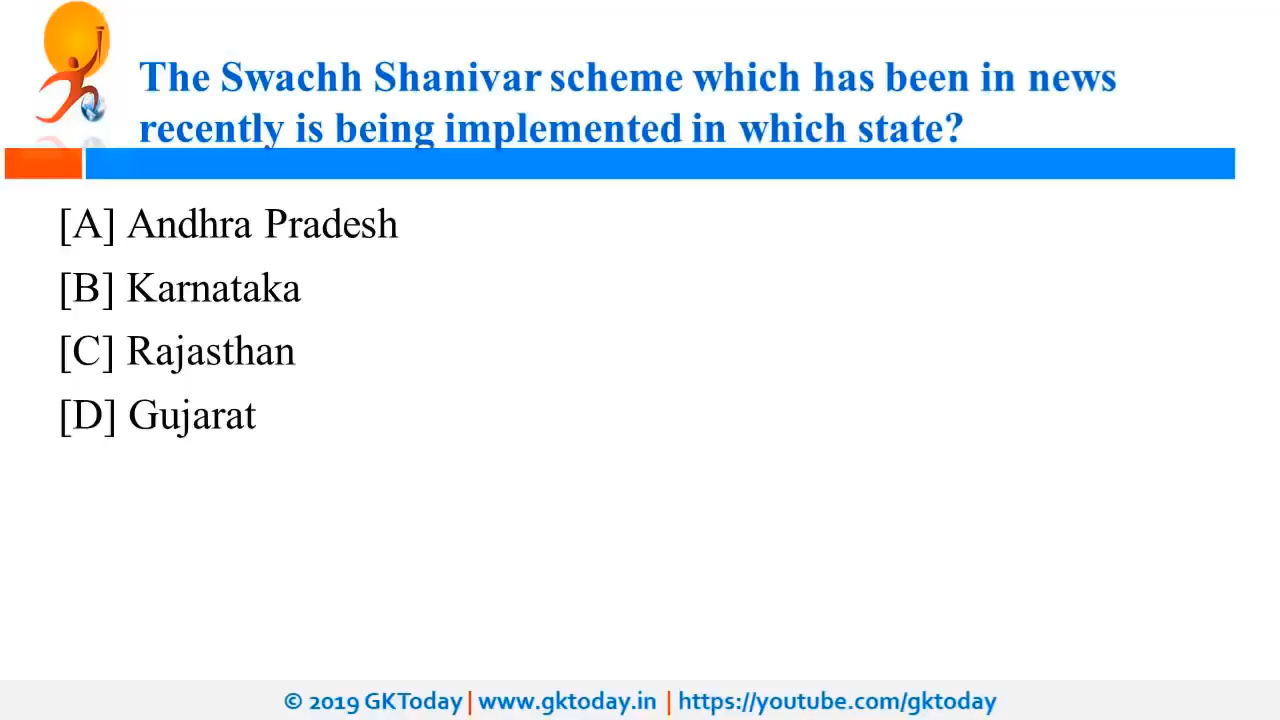 The Swachh Shanivar scheme which has been in news
recently is being implemented in which state?
[A] Andhra Pradesh
[B] Karnataka
[C] Rajasthan
[D] Gujarat
© 2019 GKToday | www.gktoday.in | https://youtube.com/gktoday